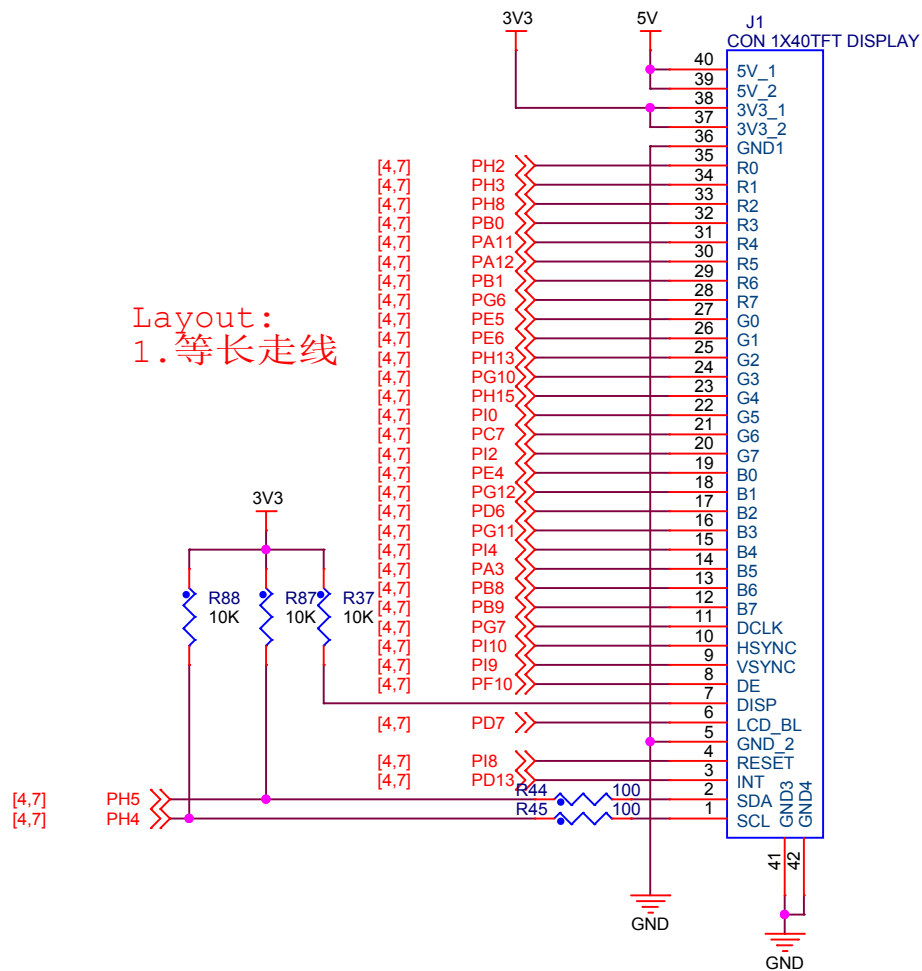 3V3 5V J1
CON 1X40TFT DISPLAY
40 5V_1
39 5V_2
38 3V3_1
37 3V3_2
36 GND1
[4,7] PH2 35 R0
[4,7] PH3 34 R1
[4,7] PH8 33 R2
[4,7] PB0 32 R3
[4,7] PA11 31 R4
[4,7] PA12 30 R5
[4,7] PB1 29 R6
[4,7] PG6 28 R7
[4,7] PE5 27 G0
[4,7] PE6 26 G1
[4,7] PH13 25 G2
[4,7] PG10 24 G3
[4,7] PH15 23 G4
[4,7] PI0 22 G5
[4,7] PC7 21 G6
[4,7] PI2 20 G7
[4,7] PE4 19 B0
[4,7] PG12 18 B1
[4,7] PD6 17 B2
[4,7] PG11 16 B3
[4,7] PI4 15 B4
[4,7] PA3 14 B5
[4,7] PB8 13 B6
[4,7] PB9 12 B7
[4,7] PG7 11 DCLK
[4,7] PI10 10 HSYNC
[4,7] PI9 9 VSYNC
[4,7] PF10 8 DE
7 DISP
[4,7] PD7 6 LCD_BL
5 GND_2
[4,7] PI8 4 RESET
[4,7] PD13 3 INT
[4,7] PH5 R44 100 2 SDA
[4,7] PH4 R45 100 1 SCL
GND3
GND4
41
42
Layout:
1.等长走线
3V3
R88 R87 R37
10K 10K 10K
GND
GND